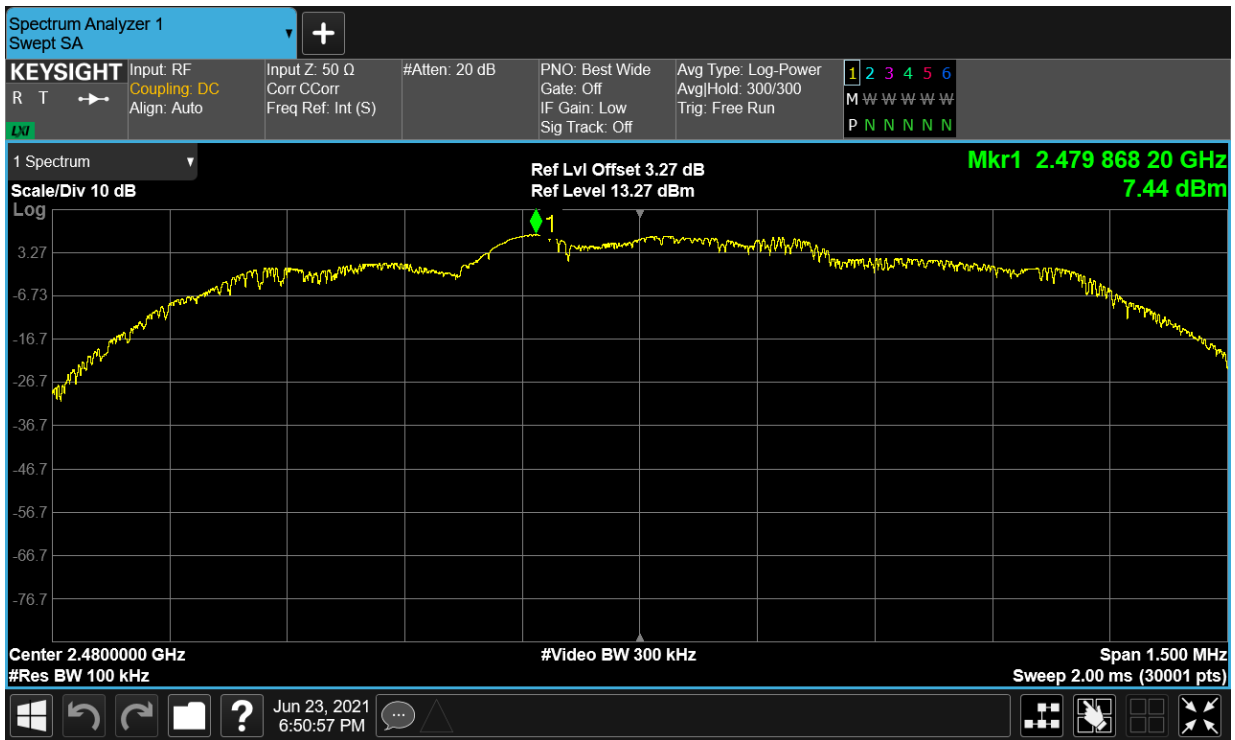 Spectrum Analyzer 1
Swept SA
KEYSIGHT
R T
LXI
Input: RF
Coupling: DC
Align: Auto
Input Z: 50 Ω
Corr CCorr
Freq Ref: Int (S)
#Atten: 20 dB
PNO: Best Wide
Gate: Off
IF Gain: Low
Sig Track: Off
Avg Type: Log-Power
Avg|Hold: 300/300
Trig: Free Run
1 2 3 4 5 6
M W W W W W
P N N N N N
1 Spectrum
Scale/Div 10 dB
Log
Ref Lvl Offset 3.27 dB
Ref Level 13.27 dBm
Mkr1 2.479 868 20 GHz
7.44 dBm
1
3.27
-6.73
-16.7
-26.7
-36.7
-46.7
-56.7
-66.7
-76.7
Center 2.4800000 GHz
#Res BW 100 kHz
#Video BW 300 kHz
Span 1.500 MHz
Sweep 2.00 ms (30001 pts)
?
Jun 23, 2021
6:50:57 PM